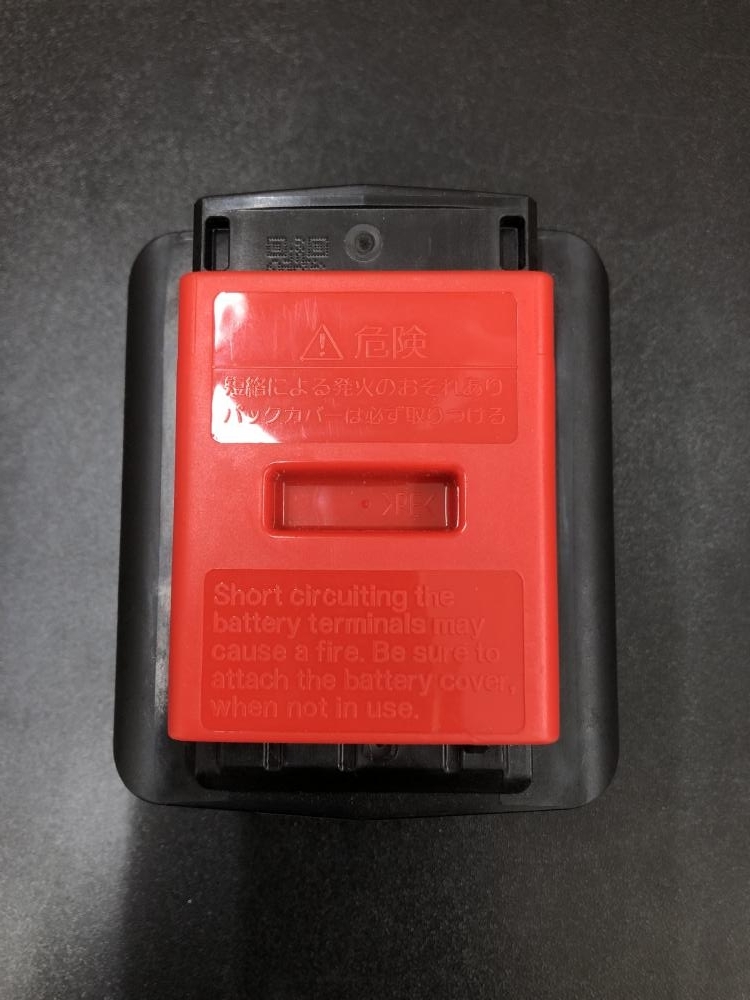 危険
短絡による発火のおそれあり
パックカバーは必ず取りつける
>PE<
Short circuiting the
battery terminals may
cause a fire. Be sure to
attach the battery cover,
when not in use.